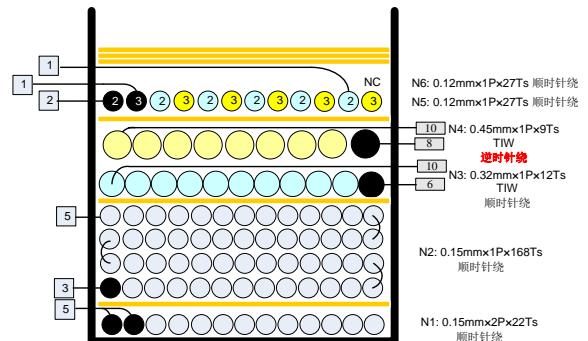 1
1
NC
N6: 0.12mm×1P×27Ts 顺时针绕
2
2 3 2 3 2 3 2 3 2 3 2 3
N5: 0.12mm×1P×27Ts 顺时针绕
10
N4: 0.45mm×1P×9Ts
8
TIW
逆时针绕
10
N3: 0.32mm×1P×12Ts
6
TIW
顺时针绕
5
N2: 0.15mm×1P×168Ts
顺时针绕
3
5
N1: 0.15mm×2P×22Ts
顺时针绕